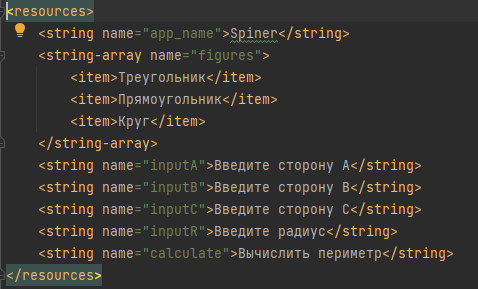 <resources>
<string name="app_name">Spiner</string>
<string-array name="figures">
<item>Треугольник</item>
<item>Прямоугольник</item>
<item>Круг</item>
</string-array>
<string name="inputA">Введите сторону A</string>
<string name="inputB">Введите сторону B</string>
<string name="inputC">Введите сторону C</string>
<string name="inputR">Введите радиус</string>
<string name="calculate">Вычислить периметр</string>
</resources>